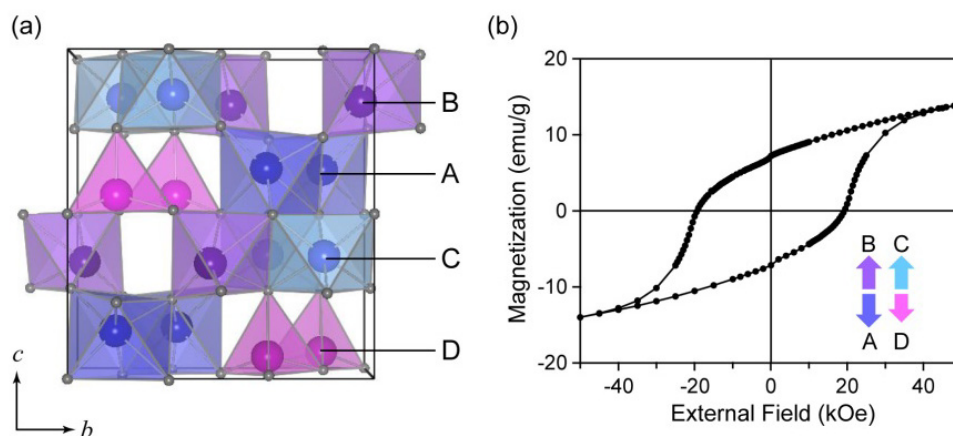 (a)
B
A
C
D
c
b
(b)
Magnetization (emu/g)
20
10
0
-10
-20
-40
-20
0
20
40
External Field (kOe)
B C
A D